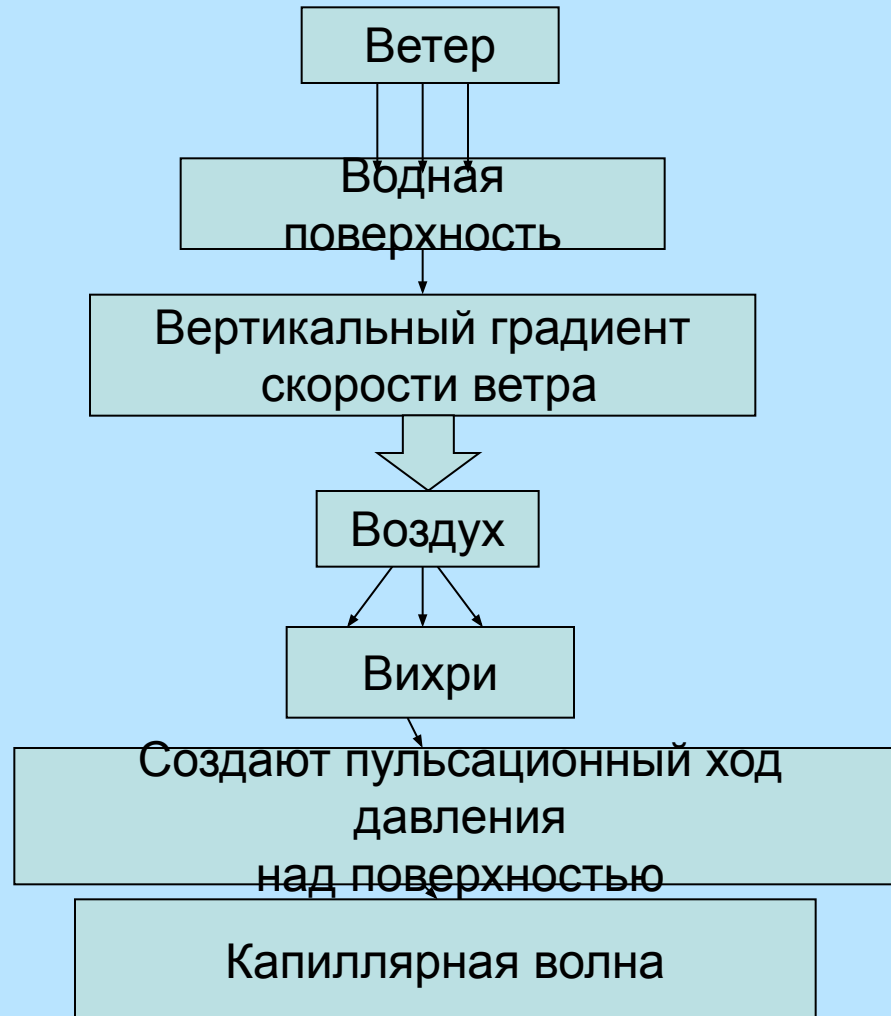 Ветер
Водная
поверхность
Вертикальный градиент
скорости ветра
Воздух
Вихри
Создают пульсационный ход
давления
над поверхностью
Капиллярная волна